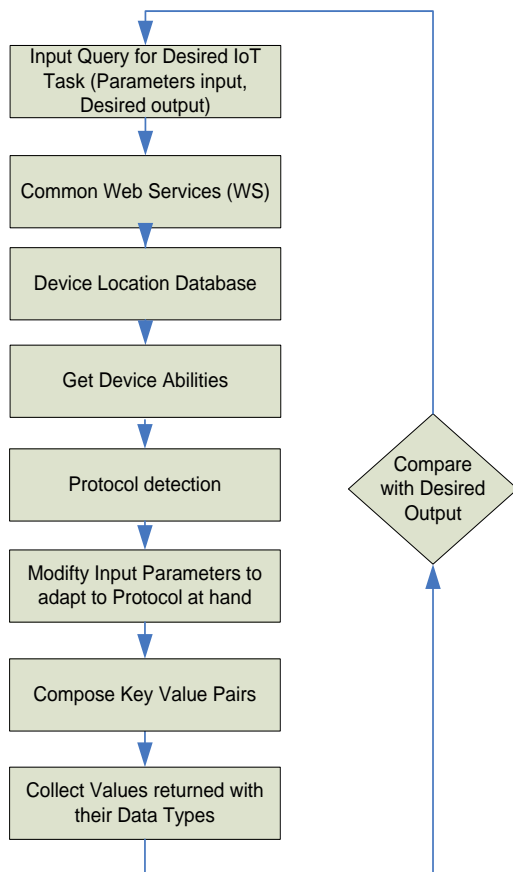 Input Query for Desired IoT
Task (Parameters input,
Desired output)
Common Web Services (WS)
Device Location Database
Get Device Abilities
Protocol detection
Modifty Input Parameters to
adapt to Protocol at hand
Compose Key Value Pairs
Collect Values returned with
their Data Types
Compare
with Desired
Output